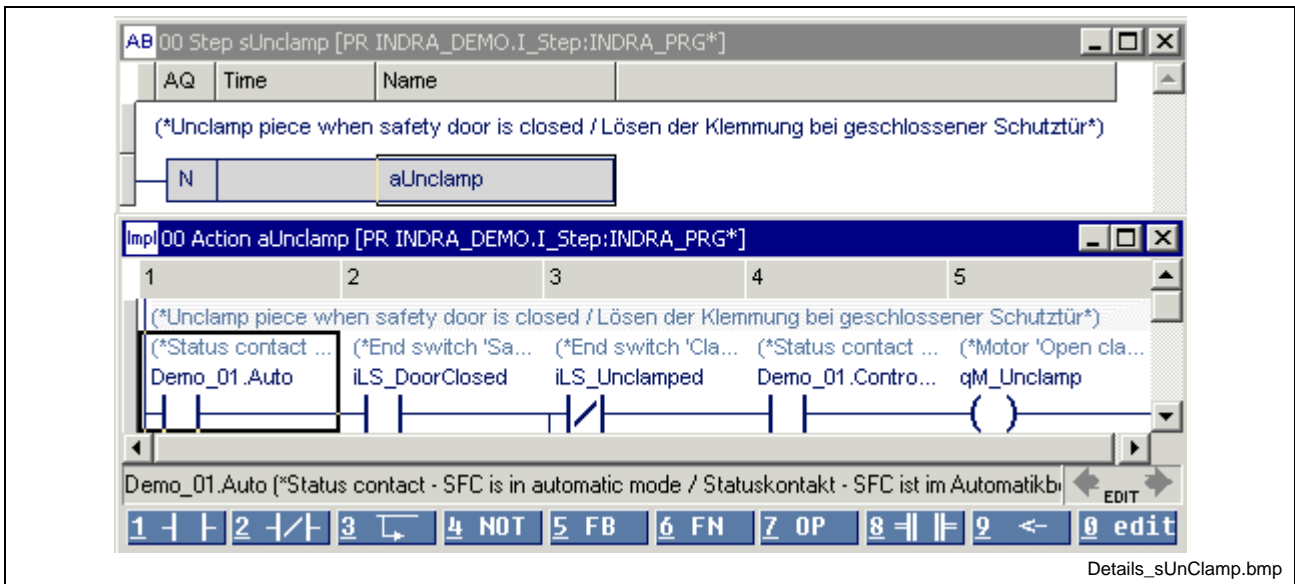 AB 00 Step sUnclamp [PR INDRA_DEMO.I_Step:INDRA_PRG*]
AQ Time Name
(*Unclamp piece when safety door is closed / Lösen der Klemmung bei geschlossener Schutztür*)
N aUnclamp
Impl 00 Action aUnclamp [PR INDRA_DEMO.I_Step:INDRA_PRG*]
1 2 3 4 5
(*Unclamp piece when safety door is closed / Lösen der Klemmung bei geschlossener Schutztür*)
(*Status contact ... (*End switch 'Sa... (*End switch 'Cla... (*Status contact ... (*Motor 'Open cla...
Demo_01.Auto iLS_DoorClosed iLS_Unclamped Demo_01.Contro... qM_Unclamp
Demo_01.Auto (*Status contact - SFC is in automatic mode / Statuskontakt - SFC ist im Automatikb
EDIT
1 2 3 4 NOT 5 FB 6 FN 7 OP 8 9 <- 0 edit
Details_sUnClamp.bmp